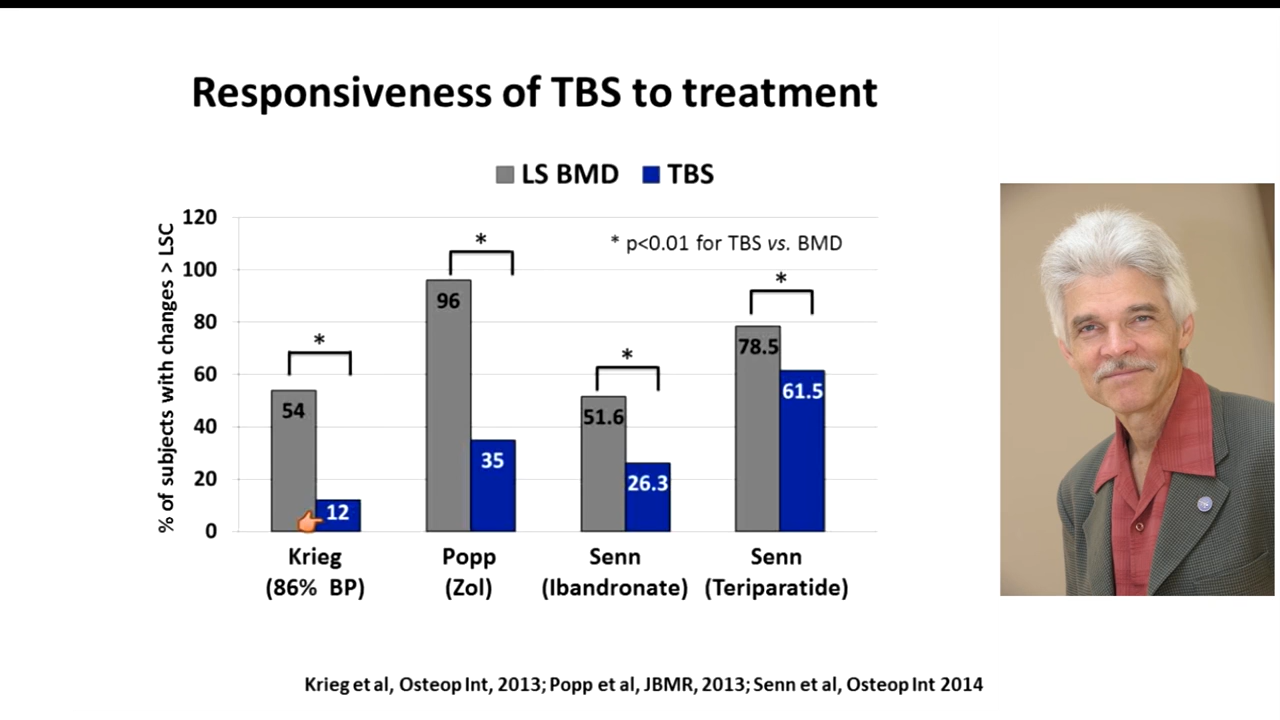 Responsiveness of TBS to treatment
LS BMD TBS
% of subjects with changes > LSC
120
100
80
60
40
20
0
* p<0.01 for TBS vs. BMD
*
*
*
*
54
12
96
35
51.6
26.3
78.5
61.5
Krieg
(86% BP)
Popp
(Zol)
Senn
(Ibandronate)
Senn
(Teriparatide)
Krieg et al, Osteop Int, 2013; Popp et al, JBMR, 2013; Senn et al, Osteop Int 2014